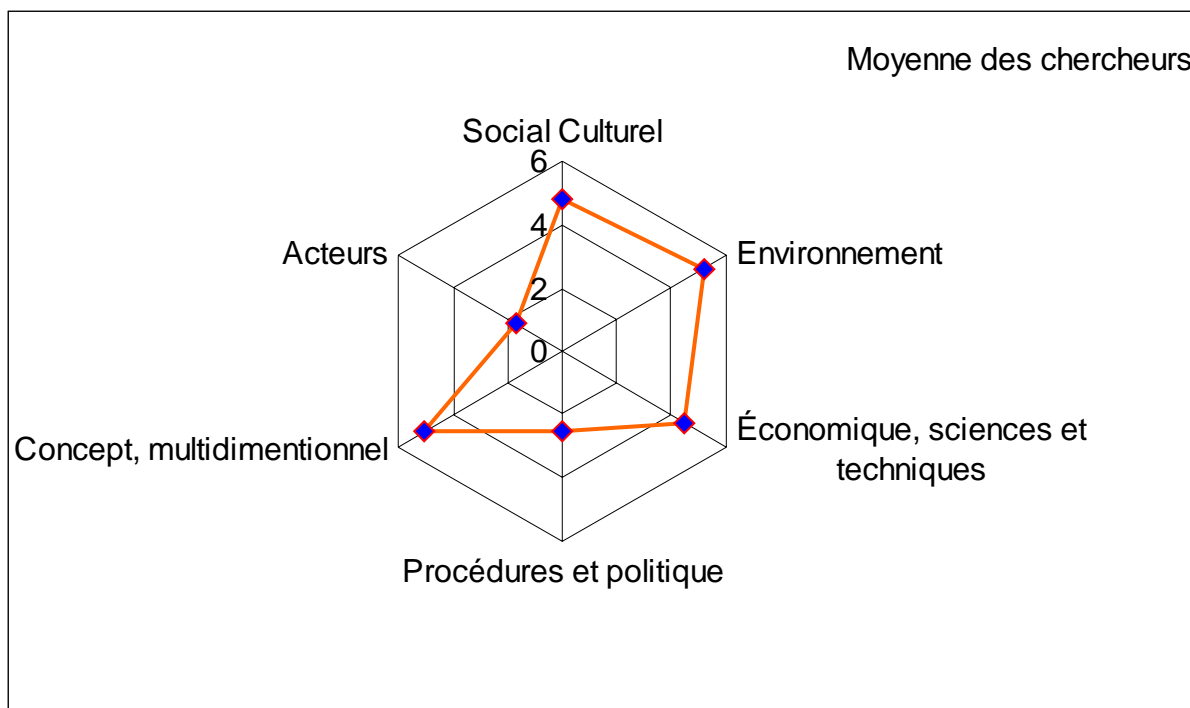 Moyenne des chercheurs
Social Culturel
6
Acteurs
Environnement
4
2
0
Concept, multidimentionnel
Économique, sciences et
techniques
Procédures et politique